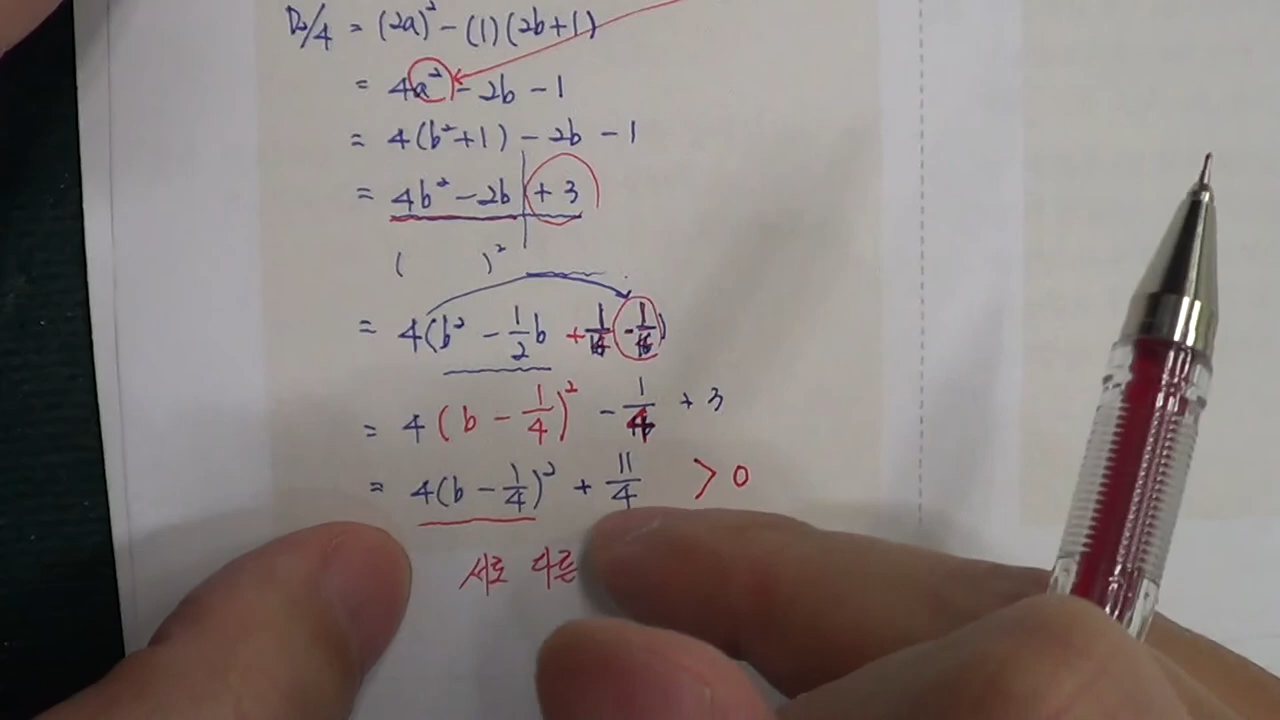 D₂/4 = (2a)² - (1)(2b+1)
= 4a² - 2b - 1
= 4(b²+1) - 2b - 1
= 4b² - 2b + 3
( )²
= 4(b² - 1/2 b + 1/16 - 1/16)
= 4(b - 1/4)² - 1/4 + 3
= 4(b - 1/4)² + 11/4 > 0
서로 다른